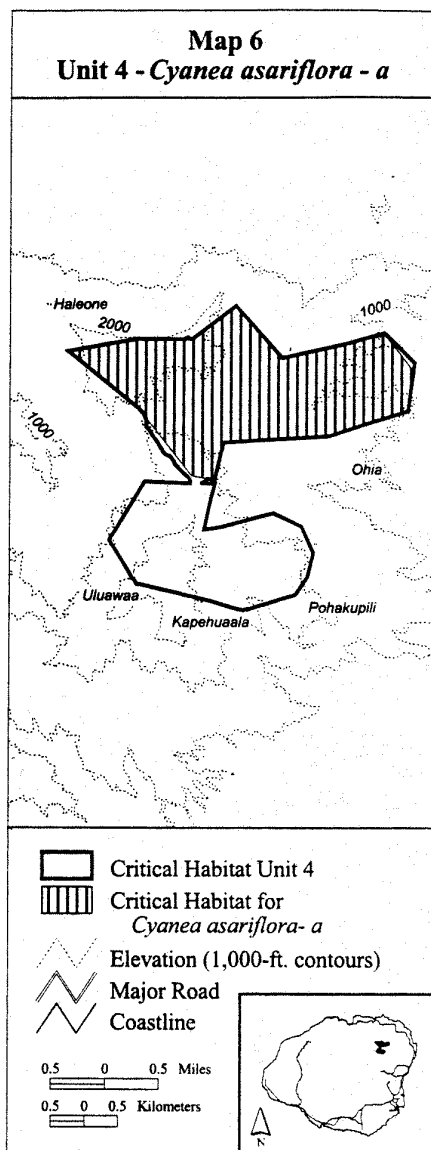 Map 6
Unit 4 - Cyanea asariflora - a
Haleone
2000
1000
1000
Ohia
Uluawaa
Kapehuaala
Pohakupili
Critical Habitat Unit 4
Critical Habitat for
Cyanea asariflora- a
Elevation (1,000-ft. contours)
Major Road
Coastline
0.5 0 0.5 Miles
0.5 0 0.5 Kilometers
N